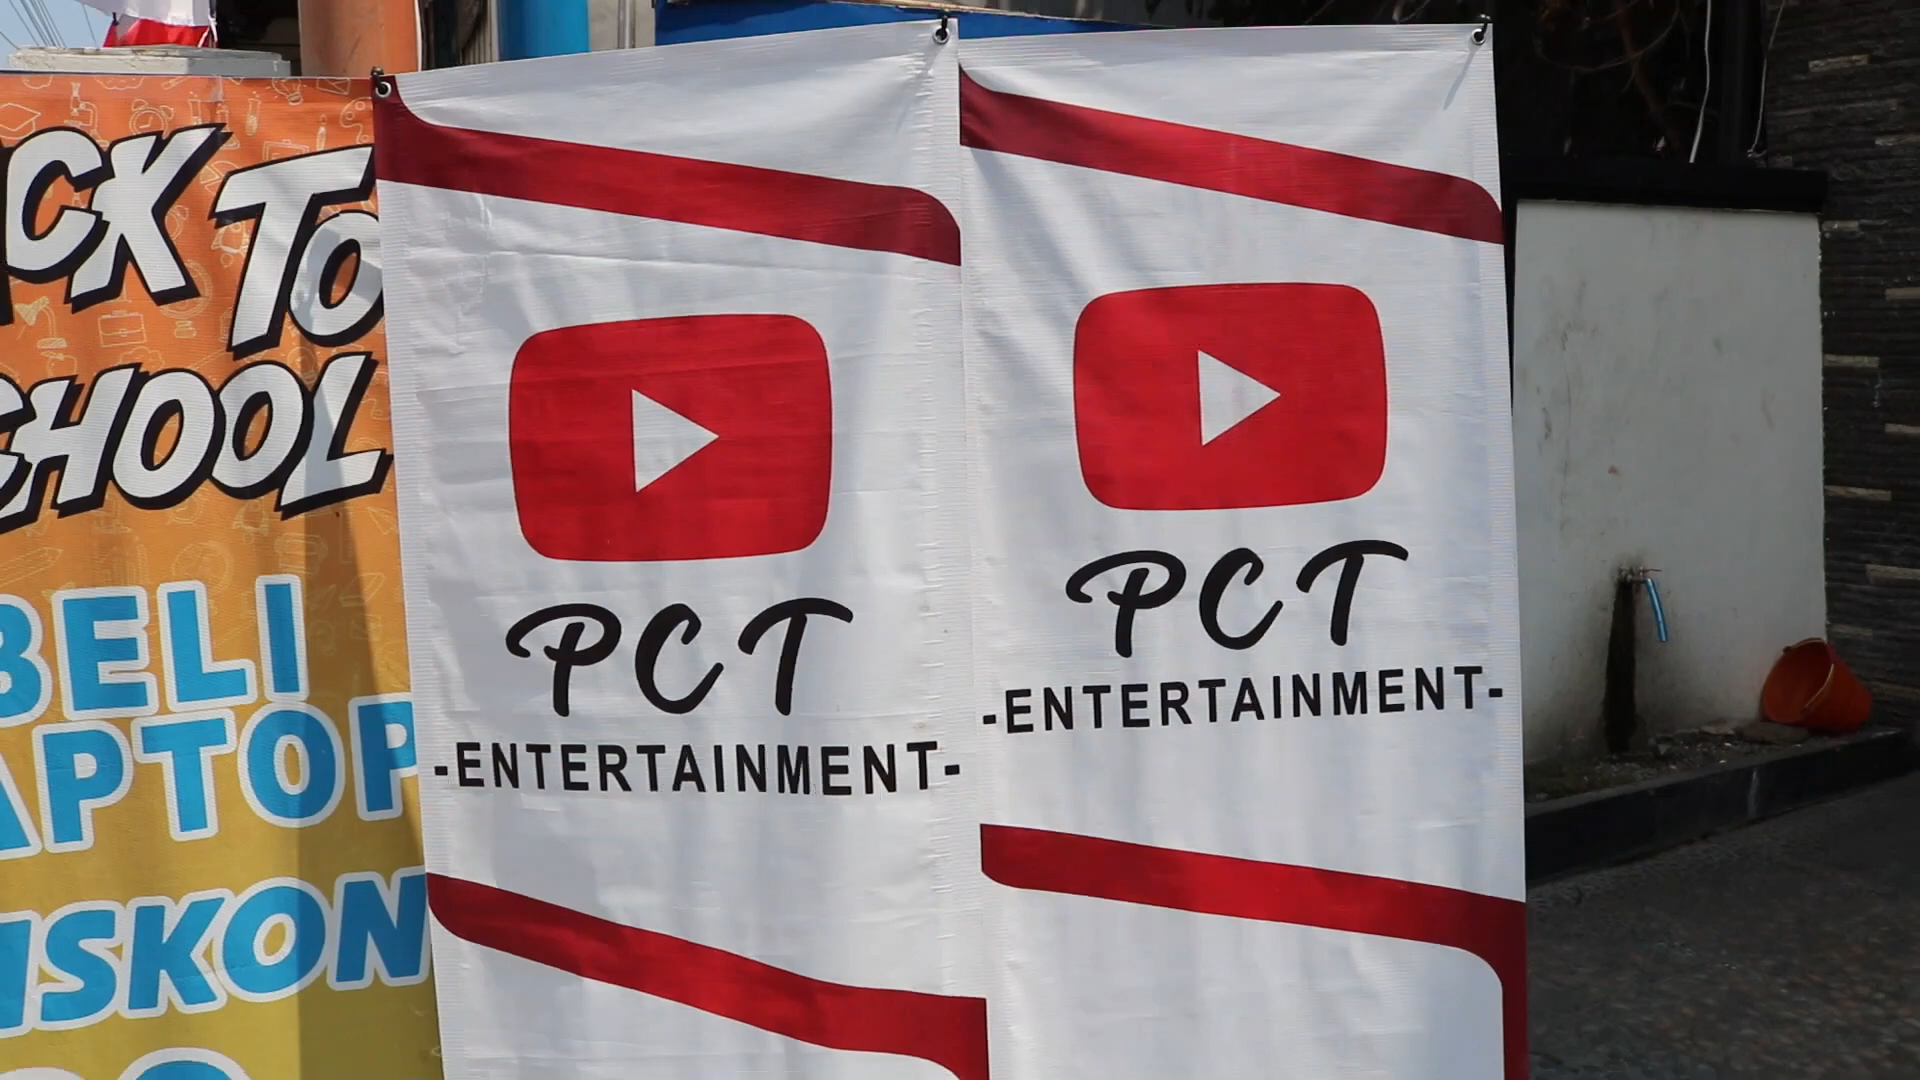 CK TO
CHOOL
BELI
APTOP
ISKON
PCT
-ENTERTAINMENT-
PCT
-ENTERTAINMENT-